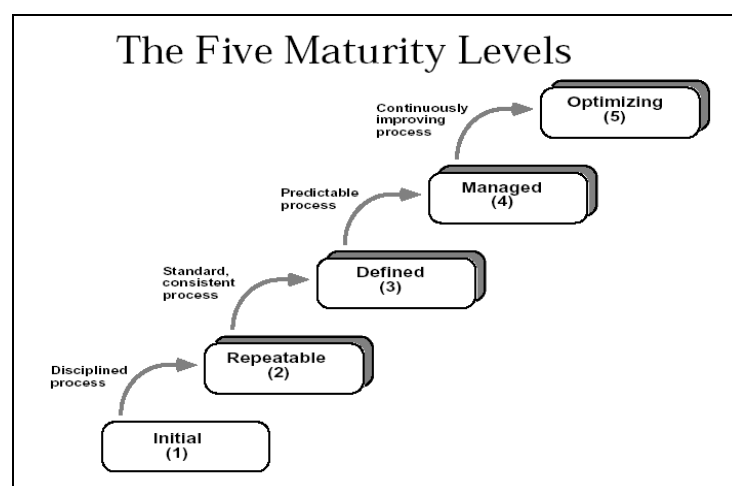 The Five Maturity Levels
Continuously
improving
process
Optimizing
(5)
Predictable
process
Managed
(4)
Standard,
consistent
process
Defined
(3)
Disciplined
process
Repeatable
(2)
Initial
(1)